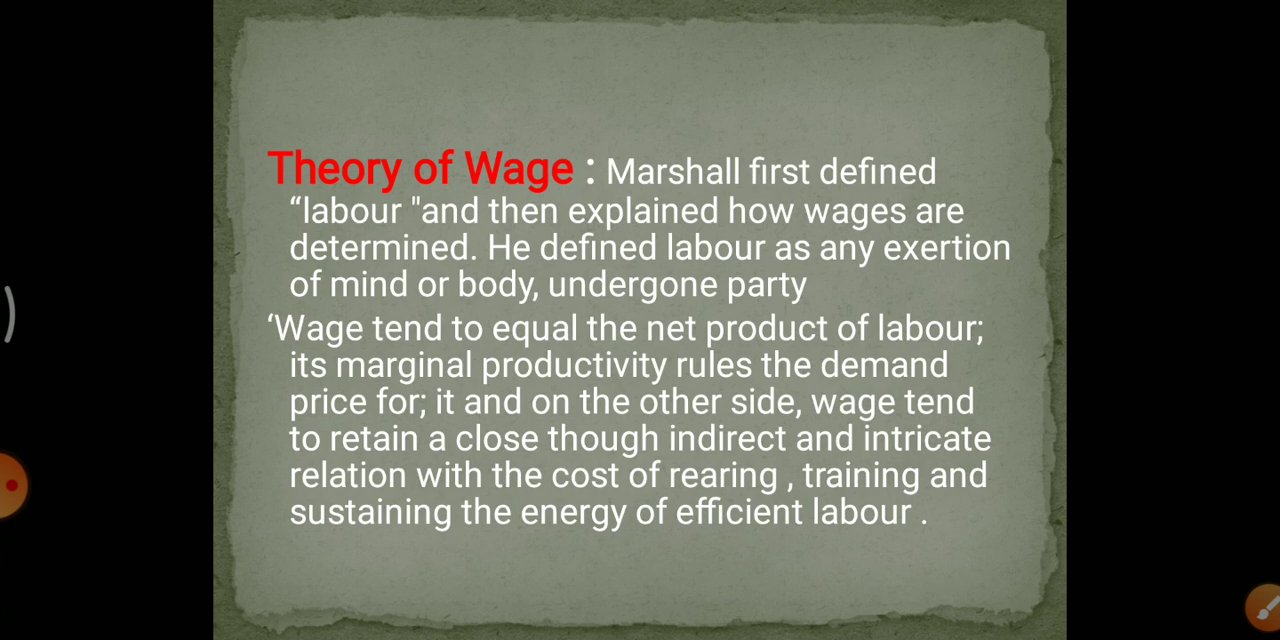 Theory of Wage : Marshall first defined
“labour "and then explained how wages are
determined. He defined labour as any exertion
of mind or body, undergone party
‘Wage tend to equal the net product of labour;
its marginal productivity rules the demand
price for; it and on the other side, wage tend
to retain a close though indirect and intricate
relation with the cost of rearing , training and
sustaining the energy of efficient labour .